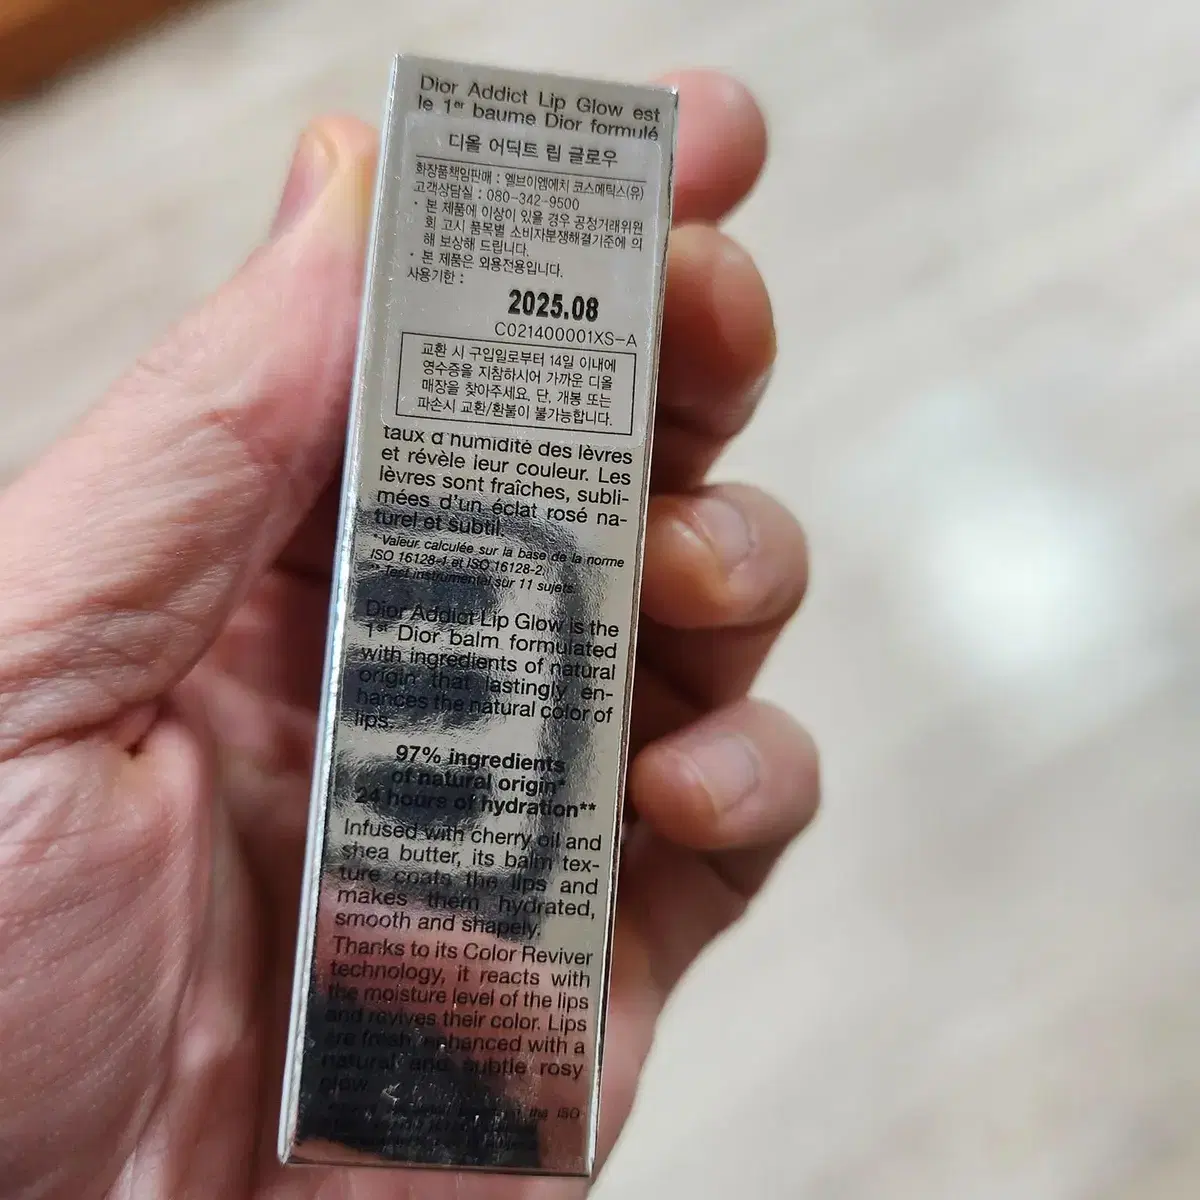 Dior Addict Lip Glow est
le 1er baume Dior formulé
디올 어딕트 립 글로우
화장품책임판매 : 엘브이엠에치 코스메틱스(유)
고객상담실 : 080-342-9500
• 본 제품에 이상이 있을 경우 공정거래위원
회 고시 품목별 소비자분쟁해결기준에 의
해 보상해 드립니다.
• 본 제품은 외용전용입니다.
사용기한 :
2025.08
C021400001XS-A
교환 시 구입일로부터 14일 이내에
영수증을 지참하시어 가까운 디올
매장을 찾아주세요. 단, 개봉 또는
파손시 교환/환불이 불가능합니다.
taux d'humidité des lèvres
et révèle leur couleur. Les
lèvres sont fraîches, subli-
mées d'un éclat rosé na-
turel et subtil.
*Valeur calculée sur la base de la norme
ISO 16128-1 et ISO 16128-2.
**Test instrumental sur 11 sujets.
Dior Addict Lip Glow is the
1st Dior balm formulated
with ingredients of natural
origin that lastingly en-
hances the natural color of
lips.
97% ingredients
of natural origin*
24 hours of hydration**
Infused with cherry oil and
shea butter, its balm tex-
ture coats the lips and
makes them hydrated,
smooth and shapely.
Thanks to its Color Reviver
technology, it reacts with
the moisture level of the lips
and revives their color. Lips
are fresh, enhanced with a
natural and subtle rosy
glow.
the ISO